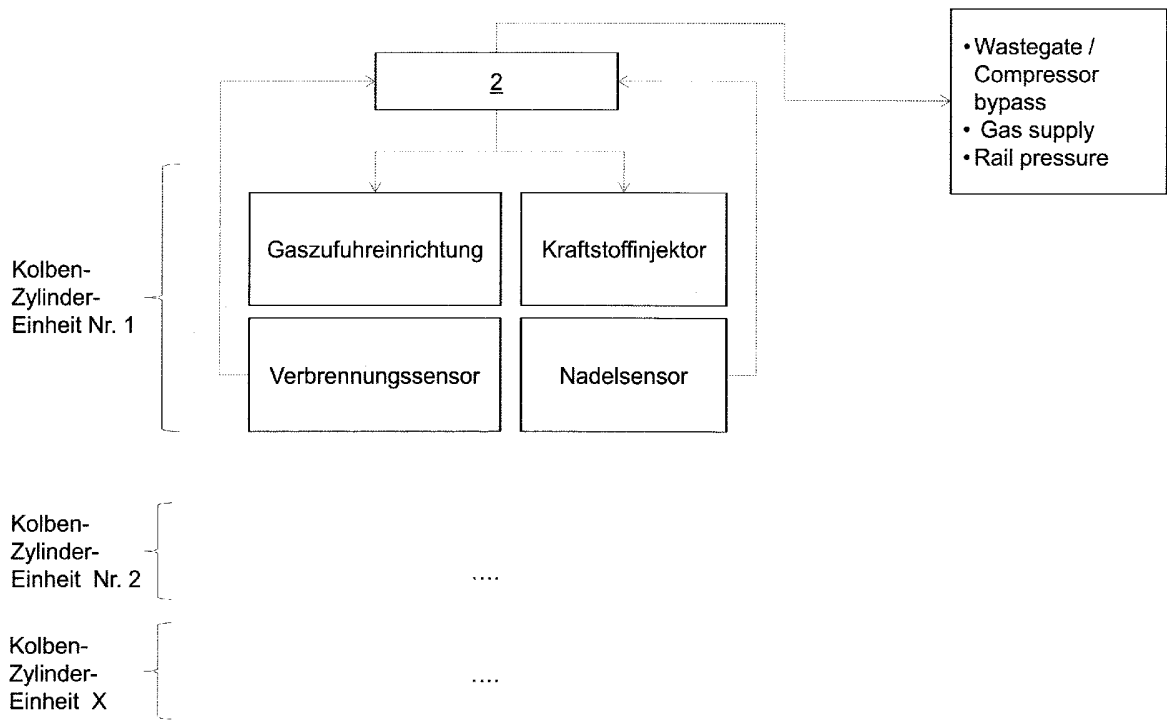 2
• Wastegate /
Compressor
bypass
• Gas supply
• Rail pressure
Kolben-
Zylinder-
Einheit Nr. 1
Gaszufuhreinrichtung
Kraftstoffinjektor
Verbrennungssensor
Nadelsensor
Kolben-
Zylinder-
Einheit Nr. 2
....
Kolben-
Zylinder-
Einheit X
....